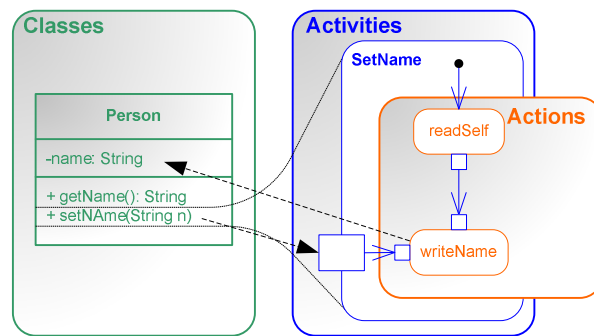 Classes
Person
-name: String
+ getName(): String
+ setNAme(String n)
Activities
SetName
Actions
readSelf
writeName